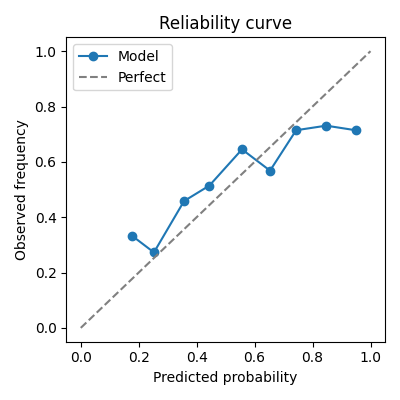 Reliability curve
Model
Perfect
Observed frequency
1.0
0.8
0.6
0.4
0.2
0.0
0.0 0.2 0.4 0.6 0.8 1.0
Predicted probability